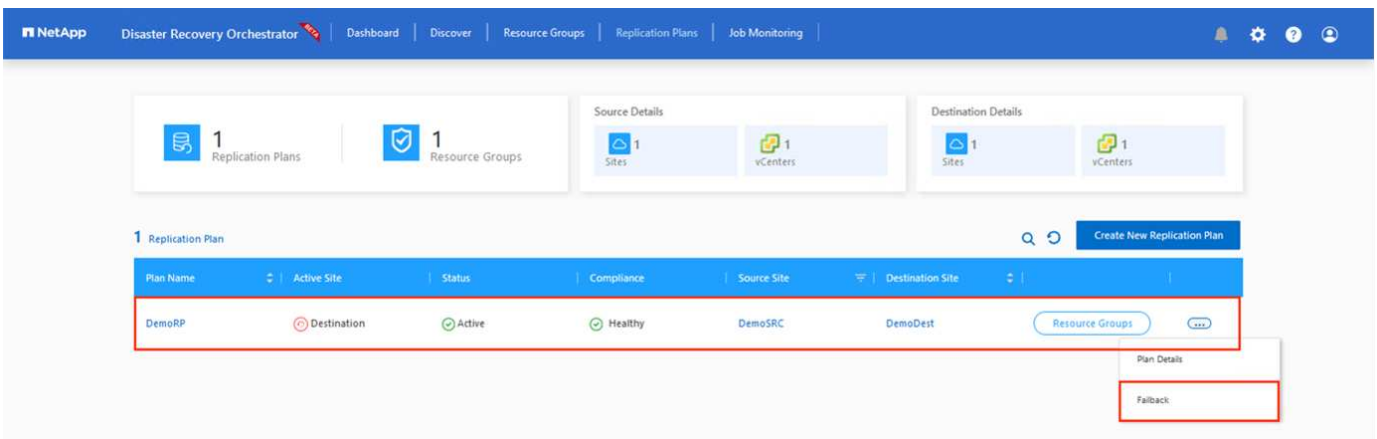 NetApp Disaster Recovery Orchestrator BETA Dashboard Discover Resource Groups Replication Plans Job Monitoring
Source Details Destination Details
1 Replication Plans 1 Resource Groups 1 Sites 1 vCenters 1 Sites 1 vCenters
1 Replication Plan Create New Replication Plan
Plan Name Active Site Status Compliance Source Site Destination Site
DemoRP Destination Active Healthy DemoSRC DemoDest Resource Groups ...
Plan Details
Failback